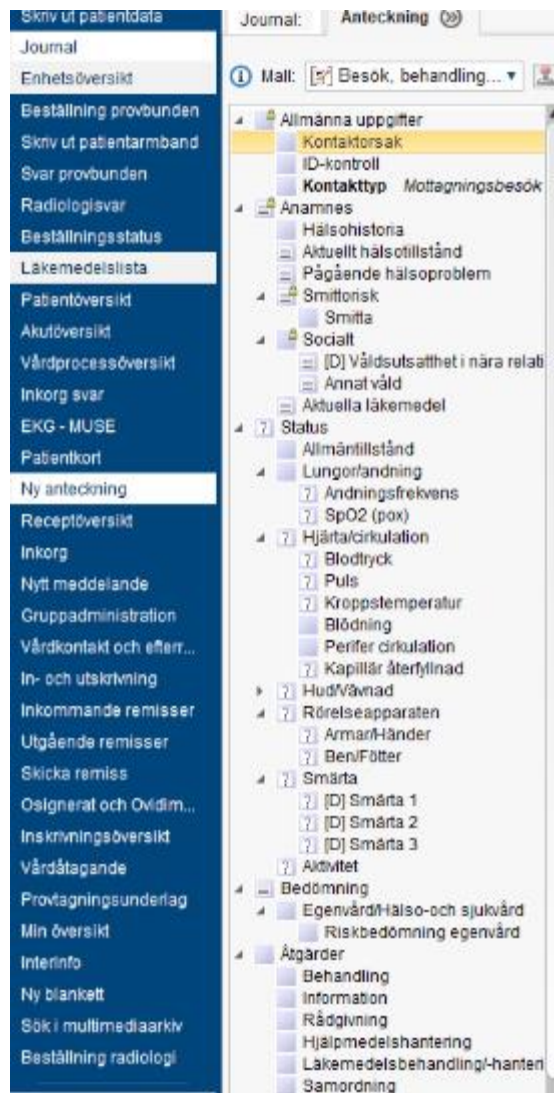 Skriv ut patientdata
Journal
Enhetsöversikt
Beställning provbunden
Skriv ut patientarmband
Svar provbunden
Radiologisvar
Beställningsstatus
Läkemedelslista
Patientöversikt
Akutöversikt
Vårdprocessöversikt
Inkorg svar
EKG - MUSE
Patientkort
Ny anteckning
Receptöversikt
Inkorg
Nytt meddelande
Gruppadministration
Vårdkontakt och efterr...
In- och utskrivning
Inkommande remisser
Utgående remisser
Skicka remiss
Osignerat och Ovidim...
Inskrivningsöversikt
Vårdåtagande
Provtagningsunderlag
Min översikt
Interinfo
Ny blankett
Sök i multimediaarkiv
Beställning radiologi
Journal: Anteckning
Mall: Besök, behandling...
Allmänna uppgifter
Kontaktorsak
ID-kontroll
Kontakttyp Mottagningsbesök
Anamnes
Hälsohistoria
Aktuellt hälsotillstånd
Pågående hälsoproblem
Smittorisk
Smitta
Socialt
[D] Våldsutsatthet i nära relati
Annat våld
Aktuella läkemedel
Status
Allmäntillstånd
Lungor/andning
Andningsfrekvens
SpO2 (pox)
Hjärta/cirkulation
Blodtryck
Puls
Kroppstemperatur
Blödning
Perifer cirkulation
Kapillär återfyllnad
Hud/Vävnad
Rörelseapparaten
Armar/Händer
Ben/Fötter
Smärta
[D] Smärta 1
[D] Smärta 2
[D] Smärta 3
Aktivitet
Bedömning
Egenvård/Hälso-och sjukvård
Riskbedömning egenvård
Åtgärder
Behandling
Information
Rådgivning
Hjälpmedelshantering
Läkemedelsbehandling/-hanteri
Samordning